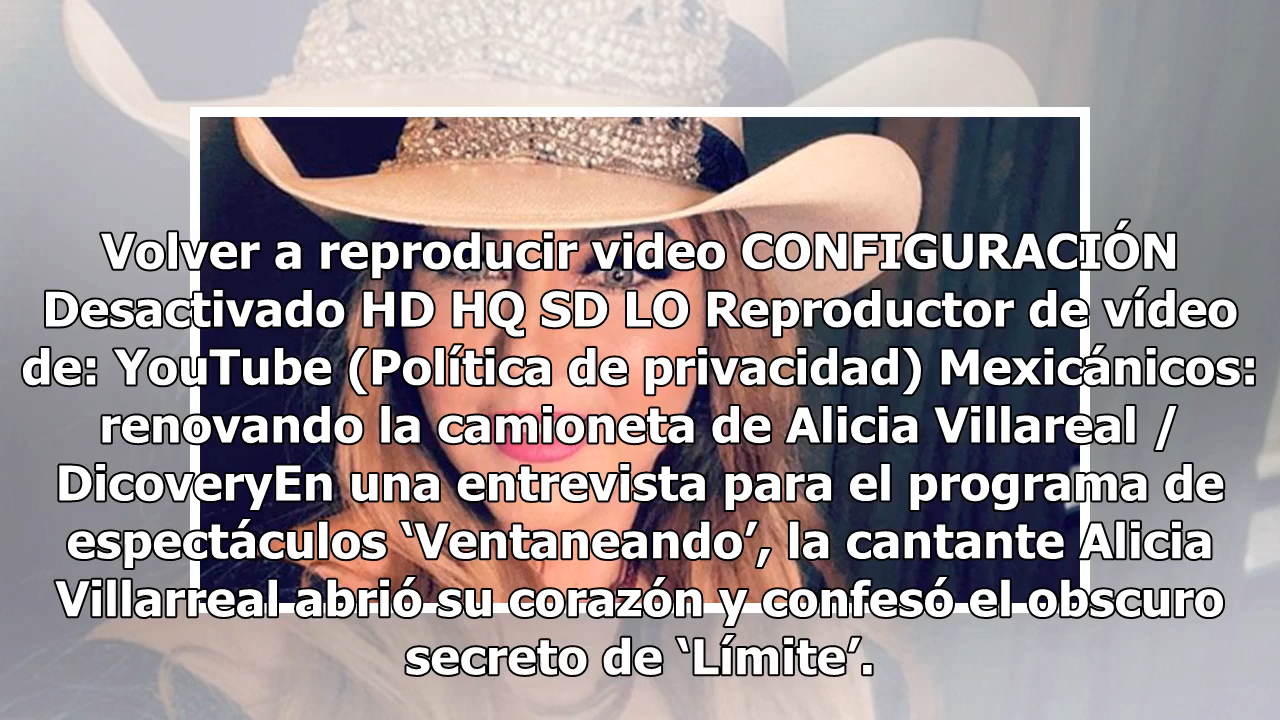 Volver a reproducir video CONFIGURACIÓN
Desactivado HD HQ SD LO Reproductor de vídeo
de: YouTube (Política de privacidad) Mexicánicos:
renovando la camioneta de Alicia Villareal /
DicoveryEn una entrevista para el programa de
espectáculos ‘Ventaneando’, la cantante Alicia
Villarreal abrió su corazón y confesó el obscuro
secreto de ‘Límite’.